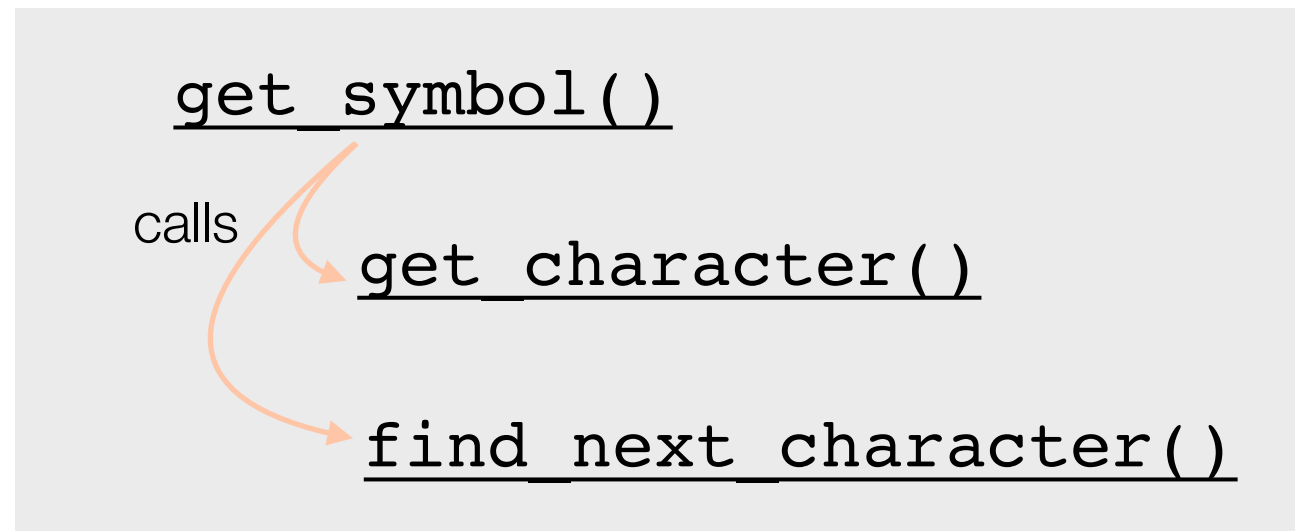 get_symbol()
calls
get_character()
find_next_character()